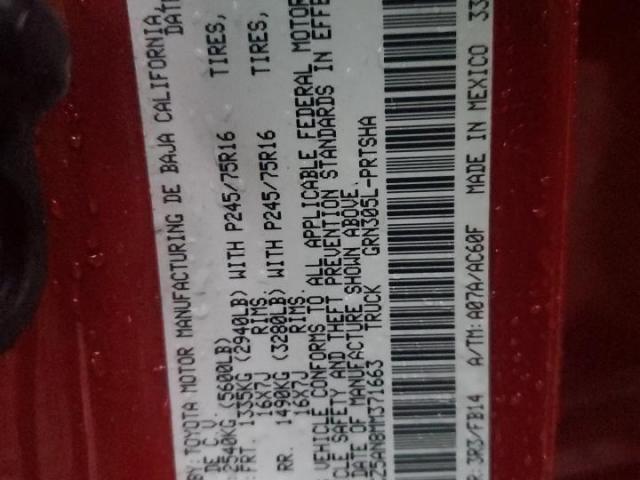 BY: TOYOTA MOTOR MANUFACTURING DE BAJA CALIFORNIA,
DE C.V. DATE
2540KG (5600LB)
FRT. 1335KG (2940LB) WITH P245/75R16 TIRES,
16X7J RIMS.
RR. 1490KG (3280LB) WITH P245/75R16 TIRES,
16X7J RIMS.
VEHICLE CONFORMS TO ALL APPLICABLE FEDERAL MOTOR
CLE SAFETY AND THEFT PREVENTION STANDARDS IN EFFE
DATE OF MANUFACTURE SHOWN ABOVE.
Z5AN8MM371663 TRUCK GRN305L-PRTSHA
R: 3R3/FB14 A/TM: A07A/AC60F MADE IN MEXICO 33